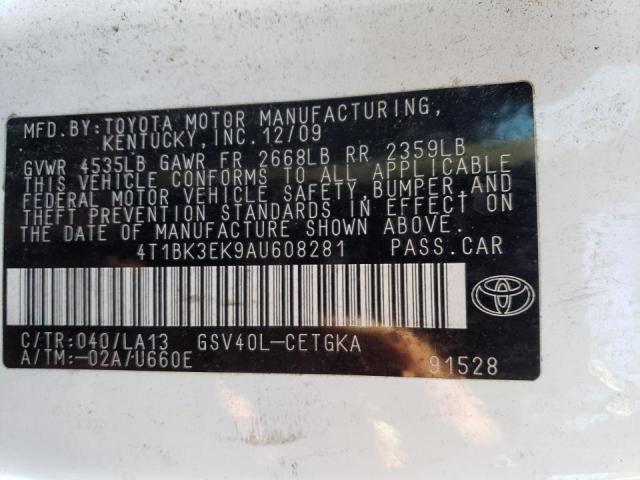 MFD.BY:TOYOTA MOTOR MANUFACTURING,
KENTUCKY,INC.12/09
GVWR 4535LB GAWR FR 2668LB RR 2359LB
THIS VEHICLE CONFORMS TO ALL APPLICABLE
FEDERAL MOTOR VEHICLE SAFETY,BUMPER,AND
THEFT PREVENTION STANDARDS IN EFFECT ON
THE DATE OF MANUFACTURE SHOWN ABOVE.
4T1BK3EK9AU608281 PASS.CAR
C/TR:040/LA13 GSV40L-CETGKA
A/TM:-02A/U660E 91528